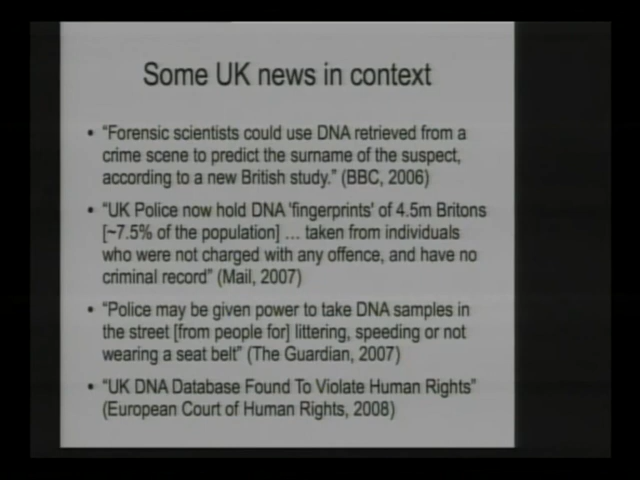 Some UK news in context
• “Forensic scientists could use DNA retrieved from a
crime scene to predict the surname of the suspect,
according to a new British study.” (BBC, 2006)
• “UK Police now hold DNA 'fingerprints' of 4.5m Britons
[~7.5% of the population] … taken from individuals
who were not charged with any offence, and have no
criminal record” (Mail, 2007)
• “Police may be given power to take DNA samples in
the street [from people for] littering, speeding or not
wearing a seat belt” (The Guardian, 2007)
• “UK DNA Database Found To Violate Human Rights”
(European Court of Human Rights, 2008)